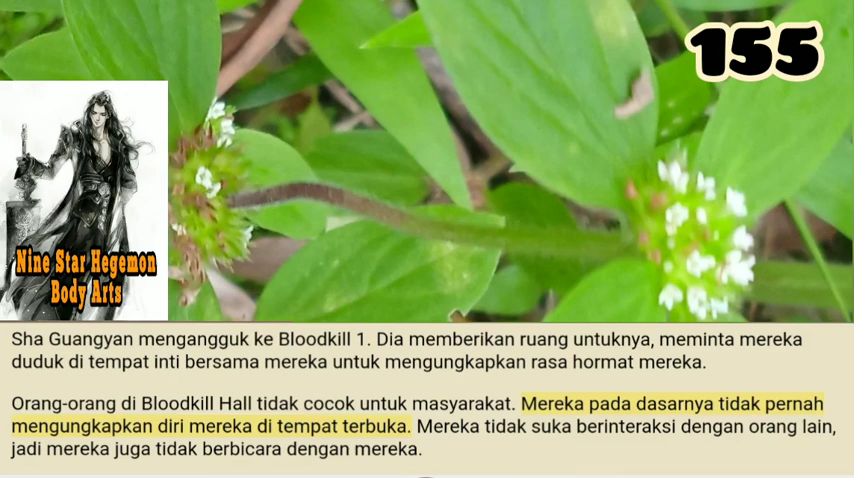 155
Nine Star Hegemon
Body Arts
Sha Guangyan mengangguk ke Bloodkill 1. Dia memberikan ruang untuknya, meminta mereka
duduk di tempat inti bersama mereka untuk mengungkapkan rasa hormat mereka.
Orang-orang di Bloodkill Hall tidak cocok untuk masyarakat. Mereka pada dasarnya tidak pernah
mengungkapkan diri mereka di tempat terbuka. Mereka tidak suka berinteraksi dengan orang lain,
jadi mereka juga tidak berbicara dengan mereka.